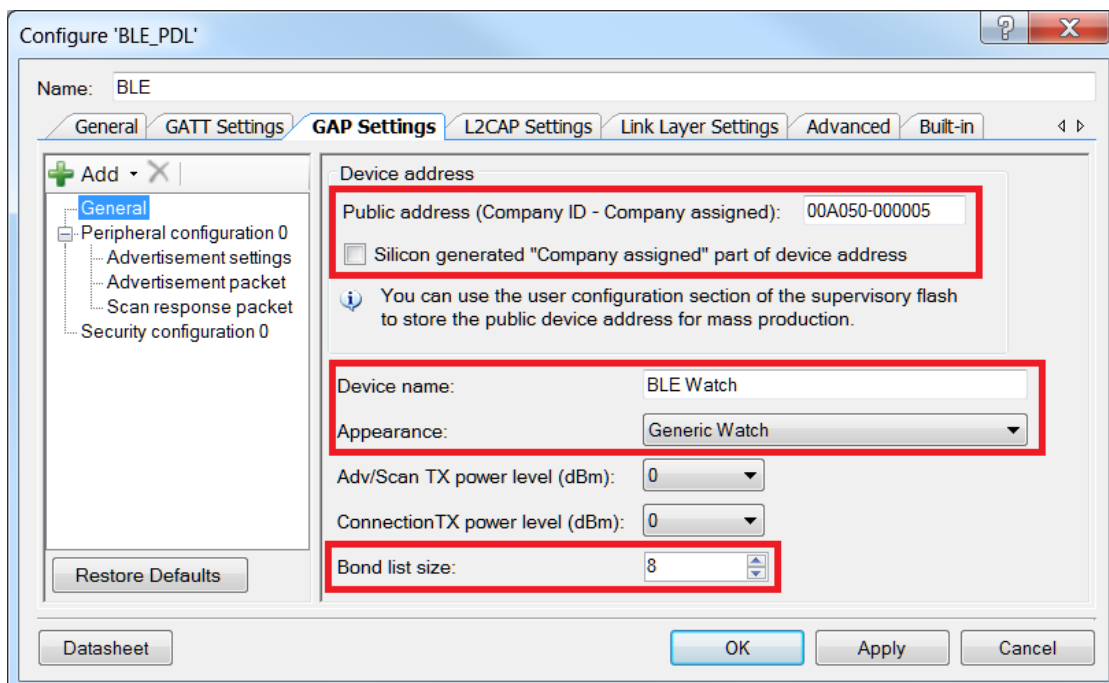 Configure 'BLE_PDL'
Name: BLE
General GATT Settings GAP Settings L2CAP Settings Link Layer Settings Advanced Built-in
Add
General
Peripheral configuration 0
Advertisement settings
Advertisement packet
Scan response packet
Security configuration 0
Restore Defaults
Device address
Public address (Company ID - Company assigned): 00A050-000005
Silicon generated "Company assigned" part of device address
You can use the user configuration section of the supervisory flash
to store the public device address for mass production.
Device name: BLE Watch
Appearance: Generic Watch
Adv/Scan TX power level (dBm): 0
ConnectionTX power level (dBm): 0
Bond list size: 8
Datasheet OK Apply Cancel